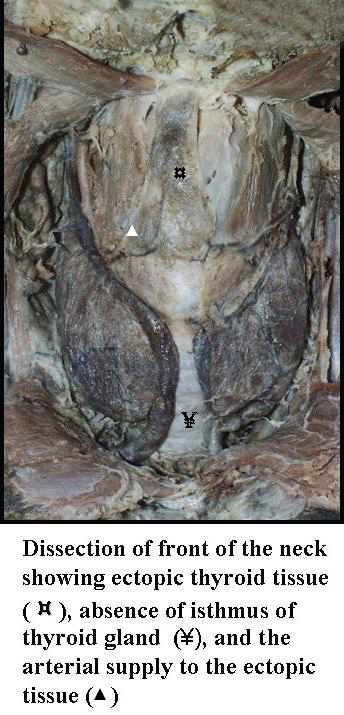 ¤
▲
¥
Dissection of front of the neck
showing ectopic thyroid tissue
( ¤ ), absence of isthmus of
thyroid gland (¥), and the
arterial supply to the ectopic
tissue (▲)